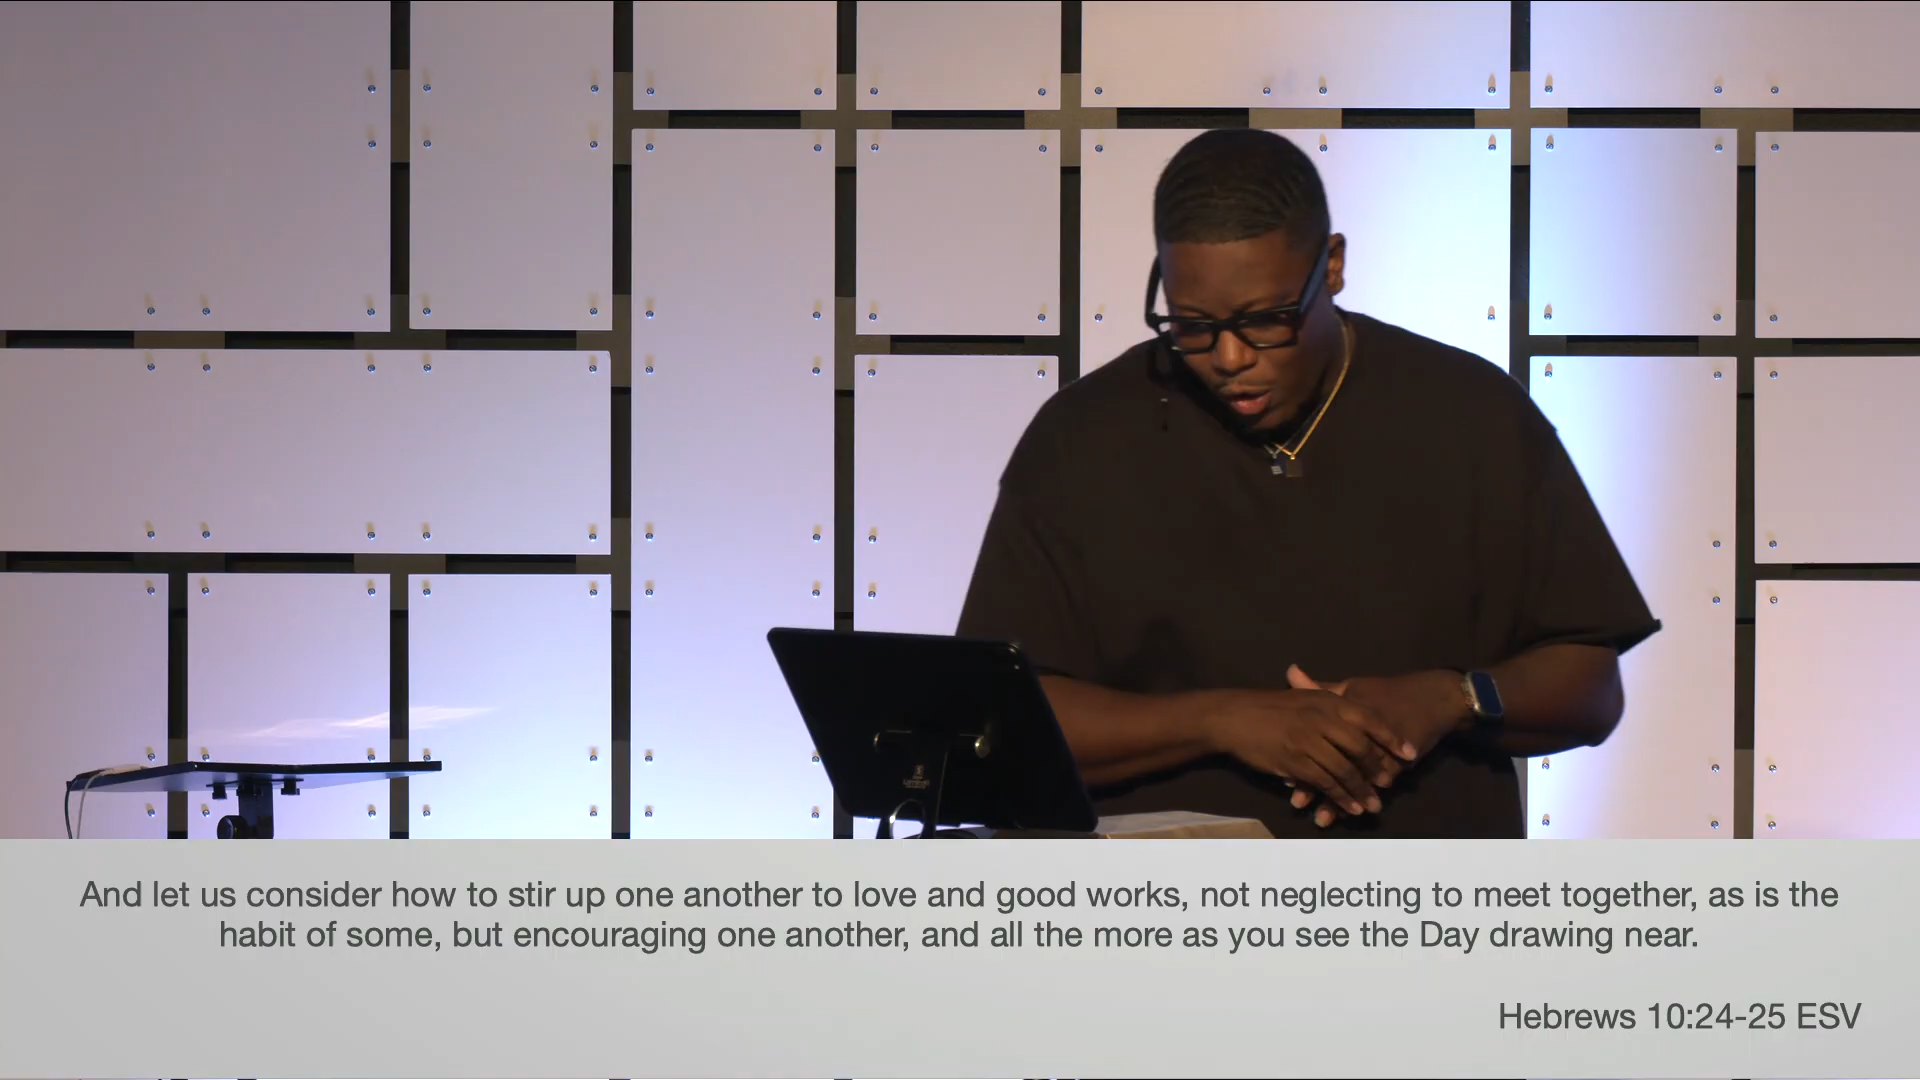 And let us consider how to stir up one another to love and good works, not neglecting to meet together, as is the
habit of some, but encouraging one another, and all the more as you see the Day drawing near.
Hebrews 10:24-25 ESV